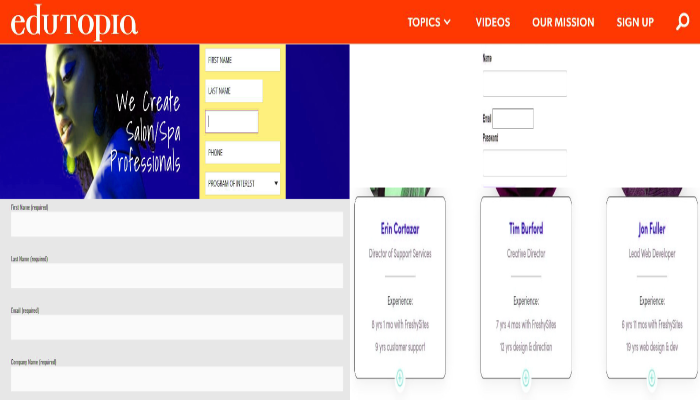 edUTOPIA
TOPICS
VIDEOS
OUR MISSION
SIGN UP
We Create
Salon/Spa
Professionals
FIRST NAME
LAST NAME
PHONE
PROGRAM OF INTEREST
Name
Email
Password
First Name (required)
Last Name (required)
Email (required)
Company Name (required)
Erin Cortazar
Director of Support Services
Experience:
8 yrs 1 mo with FreshySites
9 yrs customer support
Tim Burford
Creative Director
Experience:
7 yrs 4 mos with FreshySites
12 yrs design & direction
Jon Fuller
Lead Web Developer
Experience:
6 yrs 11 mos with FreshySites
19 yrs web design & dev